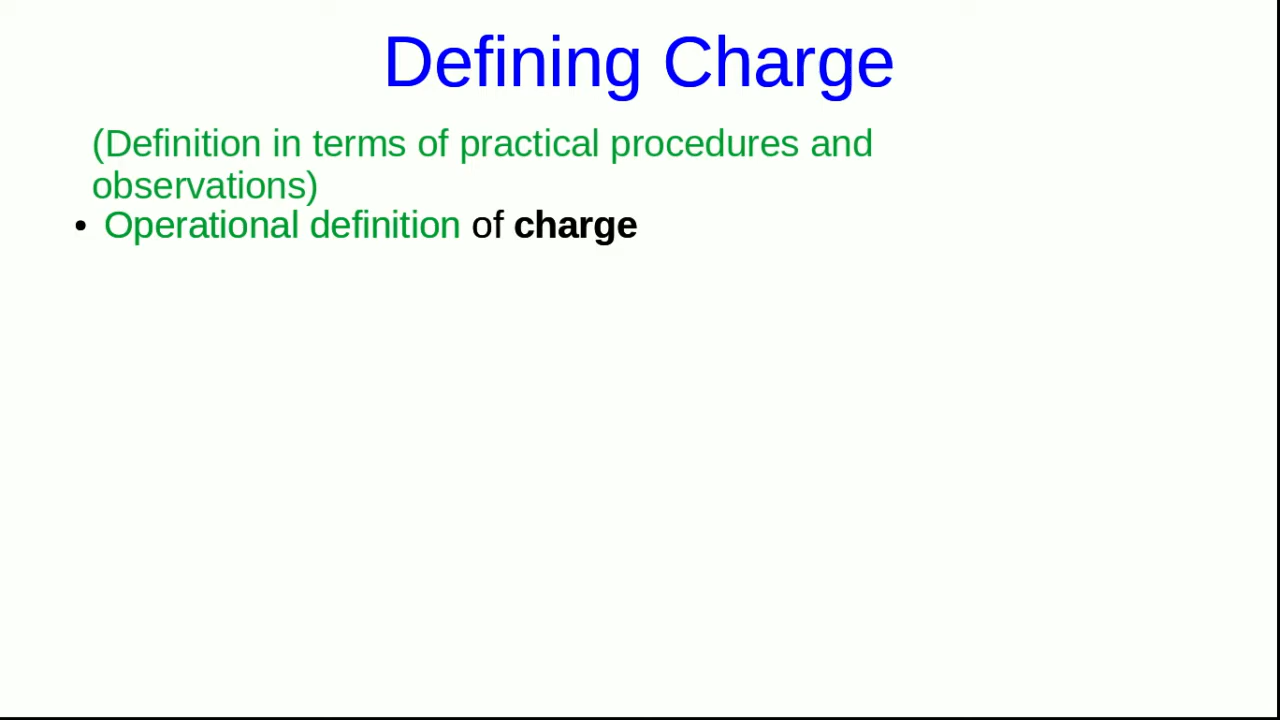 Defining Charge
(Definition in terms of practical procedures and
observations)
• Operational definition of charge